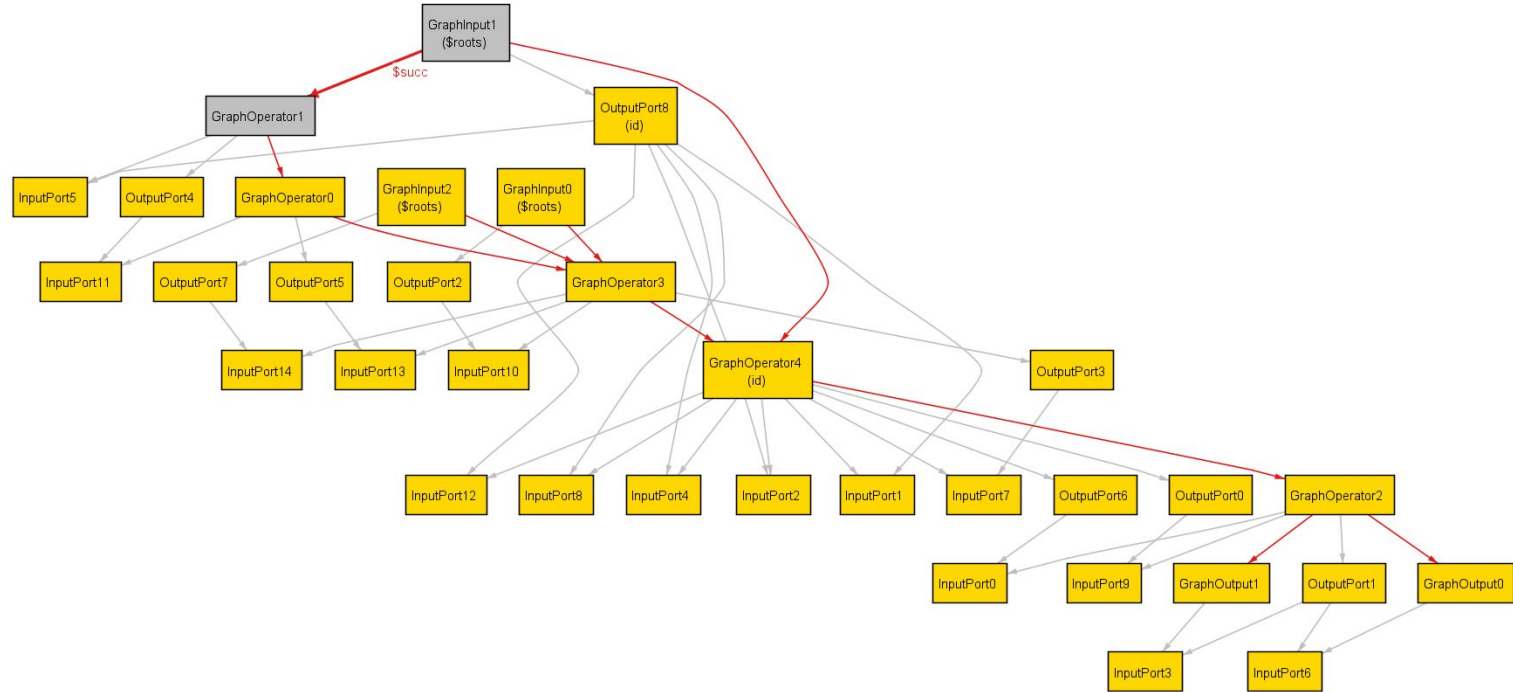 GraphInput1
($roots)
$succ
OutputPort8
(id)
GraphOperator1
InputPort5
OutputPort4
GraphOperator0
GraphInput2
($roots)
GraphInput0
($roots)
InputPort11
OutputPort7
OutputPort5
OutputPort2
GraphOperator3
InputPort14
InputPort13
InputPort10
GraphOperator4
(id)
OutputPort3
InputPort12
InputPort8
InputPort4
InputPort2
InputPort1
InputPort7
OutputPort6
OutputPort0
GraphOperator2
InputPort0
InputPort9
GraphOutput1
OutputPort1
GraphOutput0
InputPort3
InputPort6